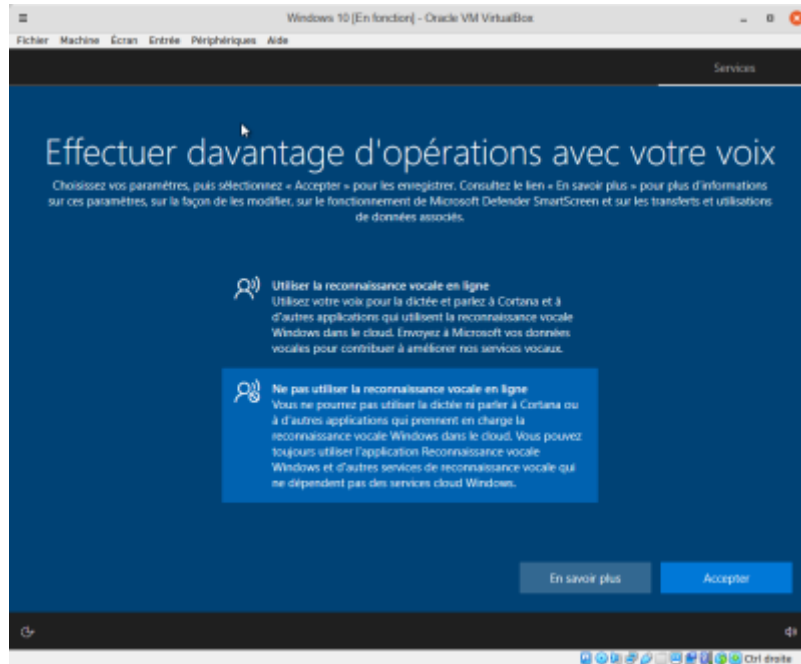 Windows 10 [En fonction] - Oracle VM VirtualBox
Fichier Machine Écran Entrée Périphériques Aide
Services
Effectuer davantage d'opérations avec votre voix
Choisissez vos paramètres, puis sélectionnez « Accepter » pour les enregistrer. Consultez le lien « En savoir plus » pour plus d'informations
sur ces paramètres, sur la façon de les modifier, sur le fonctionnement de Microsoft Defender SmartScreen et sur les transferts et utilisations
de données associés.
Utiliser la reconnaissance vocale en ligne
Utilisez votre voix pour la dictée et parlez à Cortana et à
d'autres applications qui utilisent la reconnaissance vocale
Windows dans le cloud. Envoyez à Microsoft vos données
vocales pour contribuer à améliorer nos services vocaux.
Ne pas utiliser la reconnaissance vocale en ligne
Vous ne pourrez pas utiliser la dictée ni parler à Cortana ou
à d'autres applications qui prennent en charge la
reconnaissance vocale Windows dans le cloud. Vous pouvez
toujours utiliser l'application Reconnaissance vocale
Windows et d'autres services de reconnaissance vocale qui
ne dépendent pas des services cloud Windows.
En savoir plus
Accepter
Ctrl droite